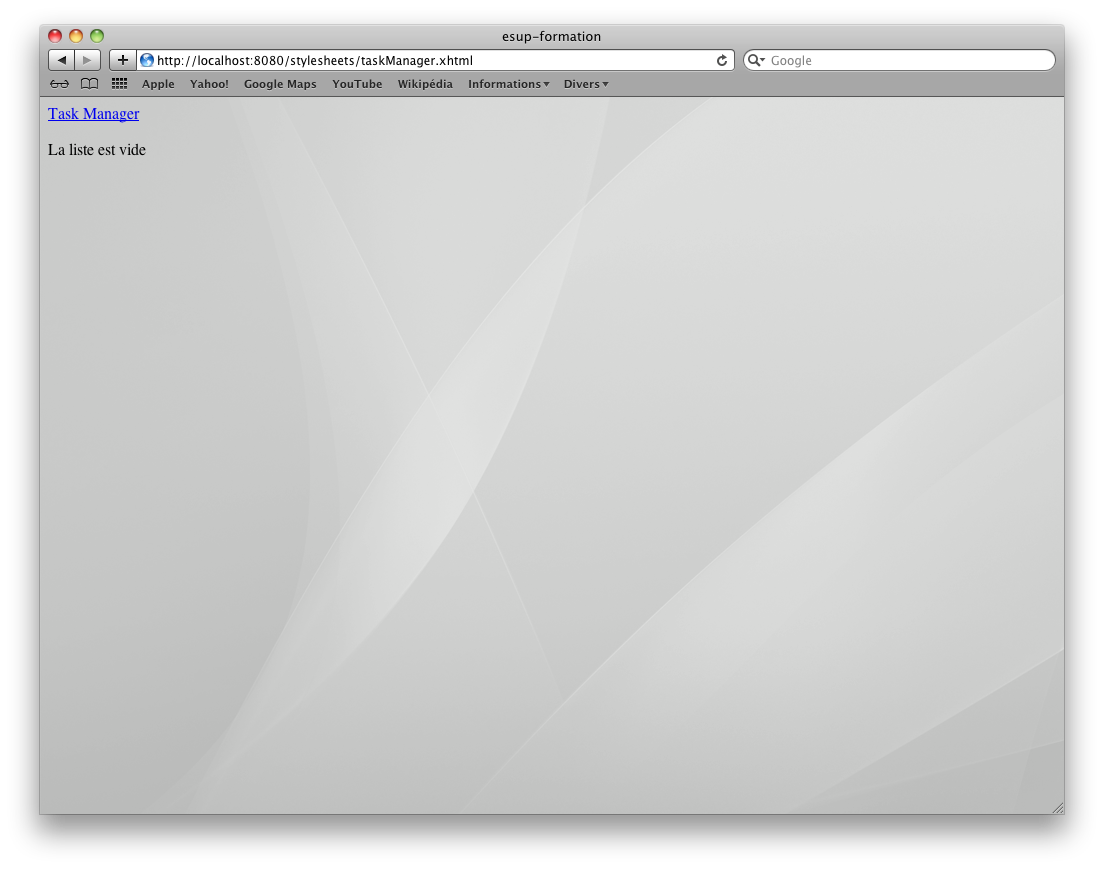 esup-formation
http://localhost:8080/stylesheets/taskManager.xhtml
Google
Apple Yahoo! Google Maps YouTube Wikipédia Informations Divers
Task Manager
La liste est vide